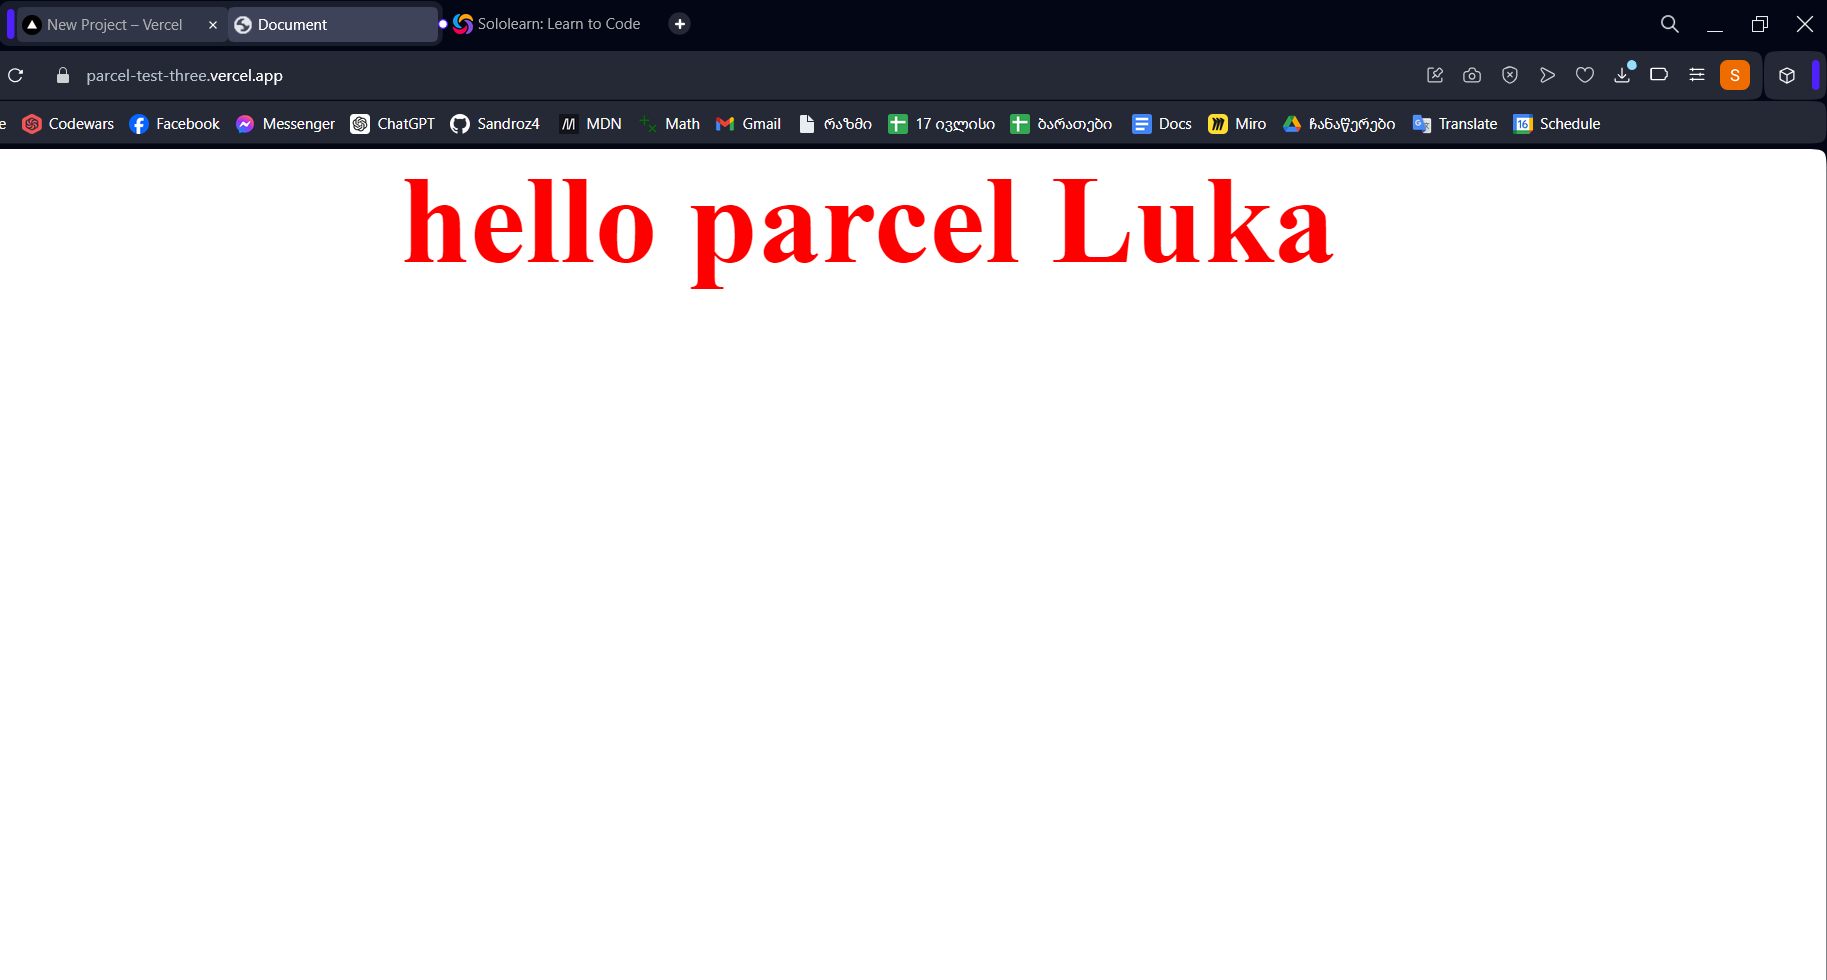 New Project – Vercel
Document
Sololearn: Learn to Code
parcel-test-three.vercel.app
S
e Codewars Facebook Messenger ChatGPT Sandroz4 MDN Math Gmail რაზმი 17 ივლისი ბარათები Docs Miro ჩანაწერები Translate 16 Schedule
hello parcel Luka